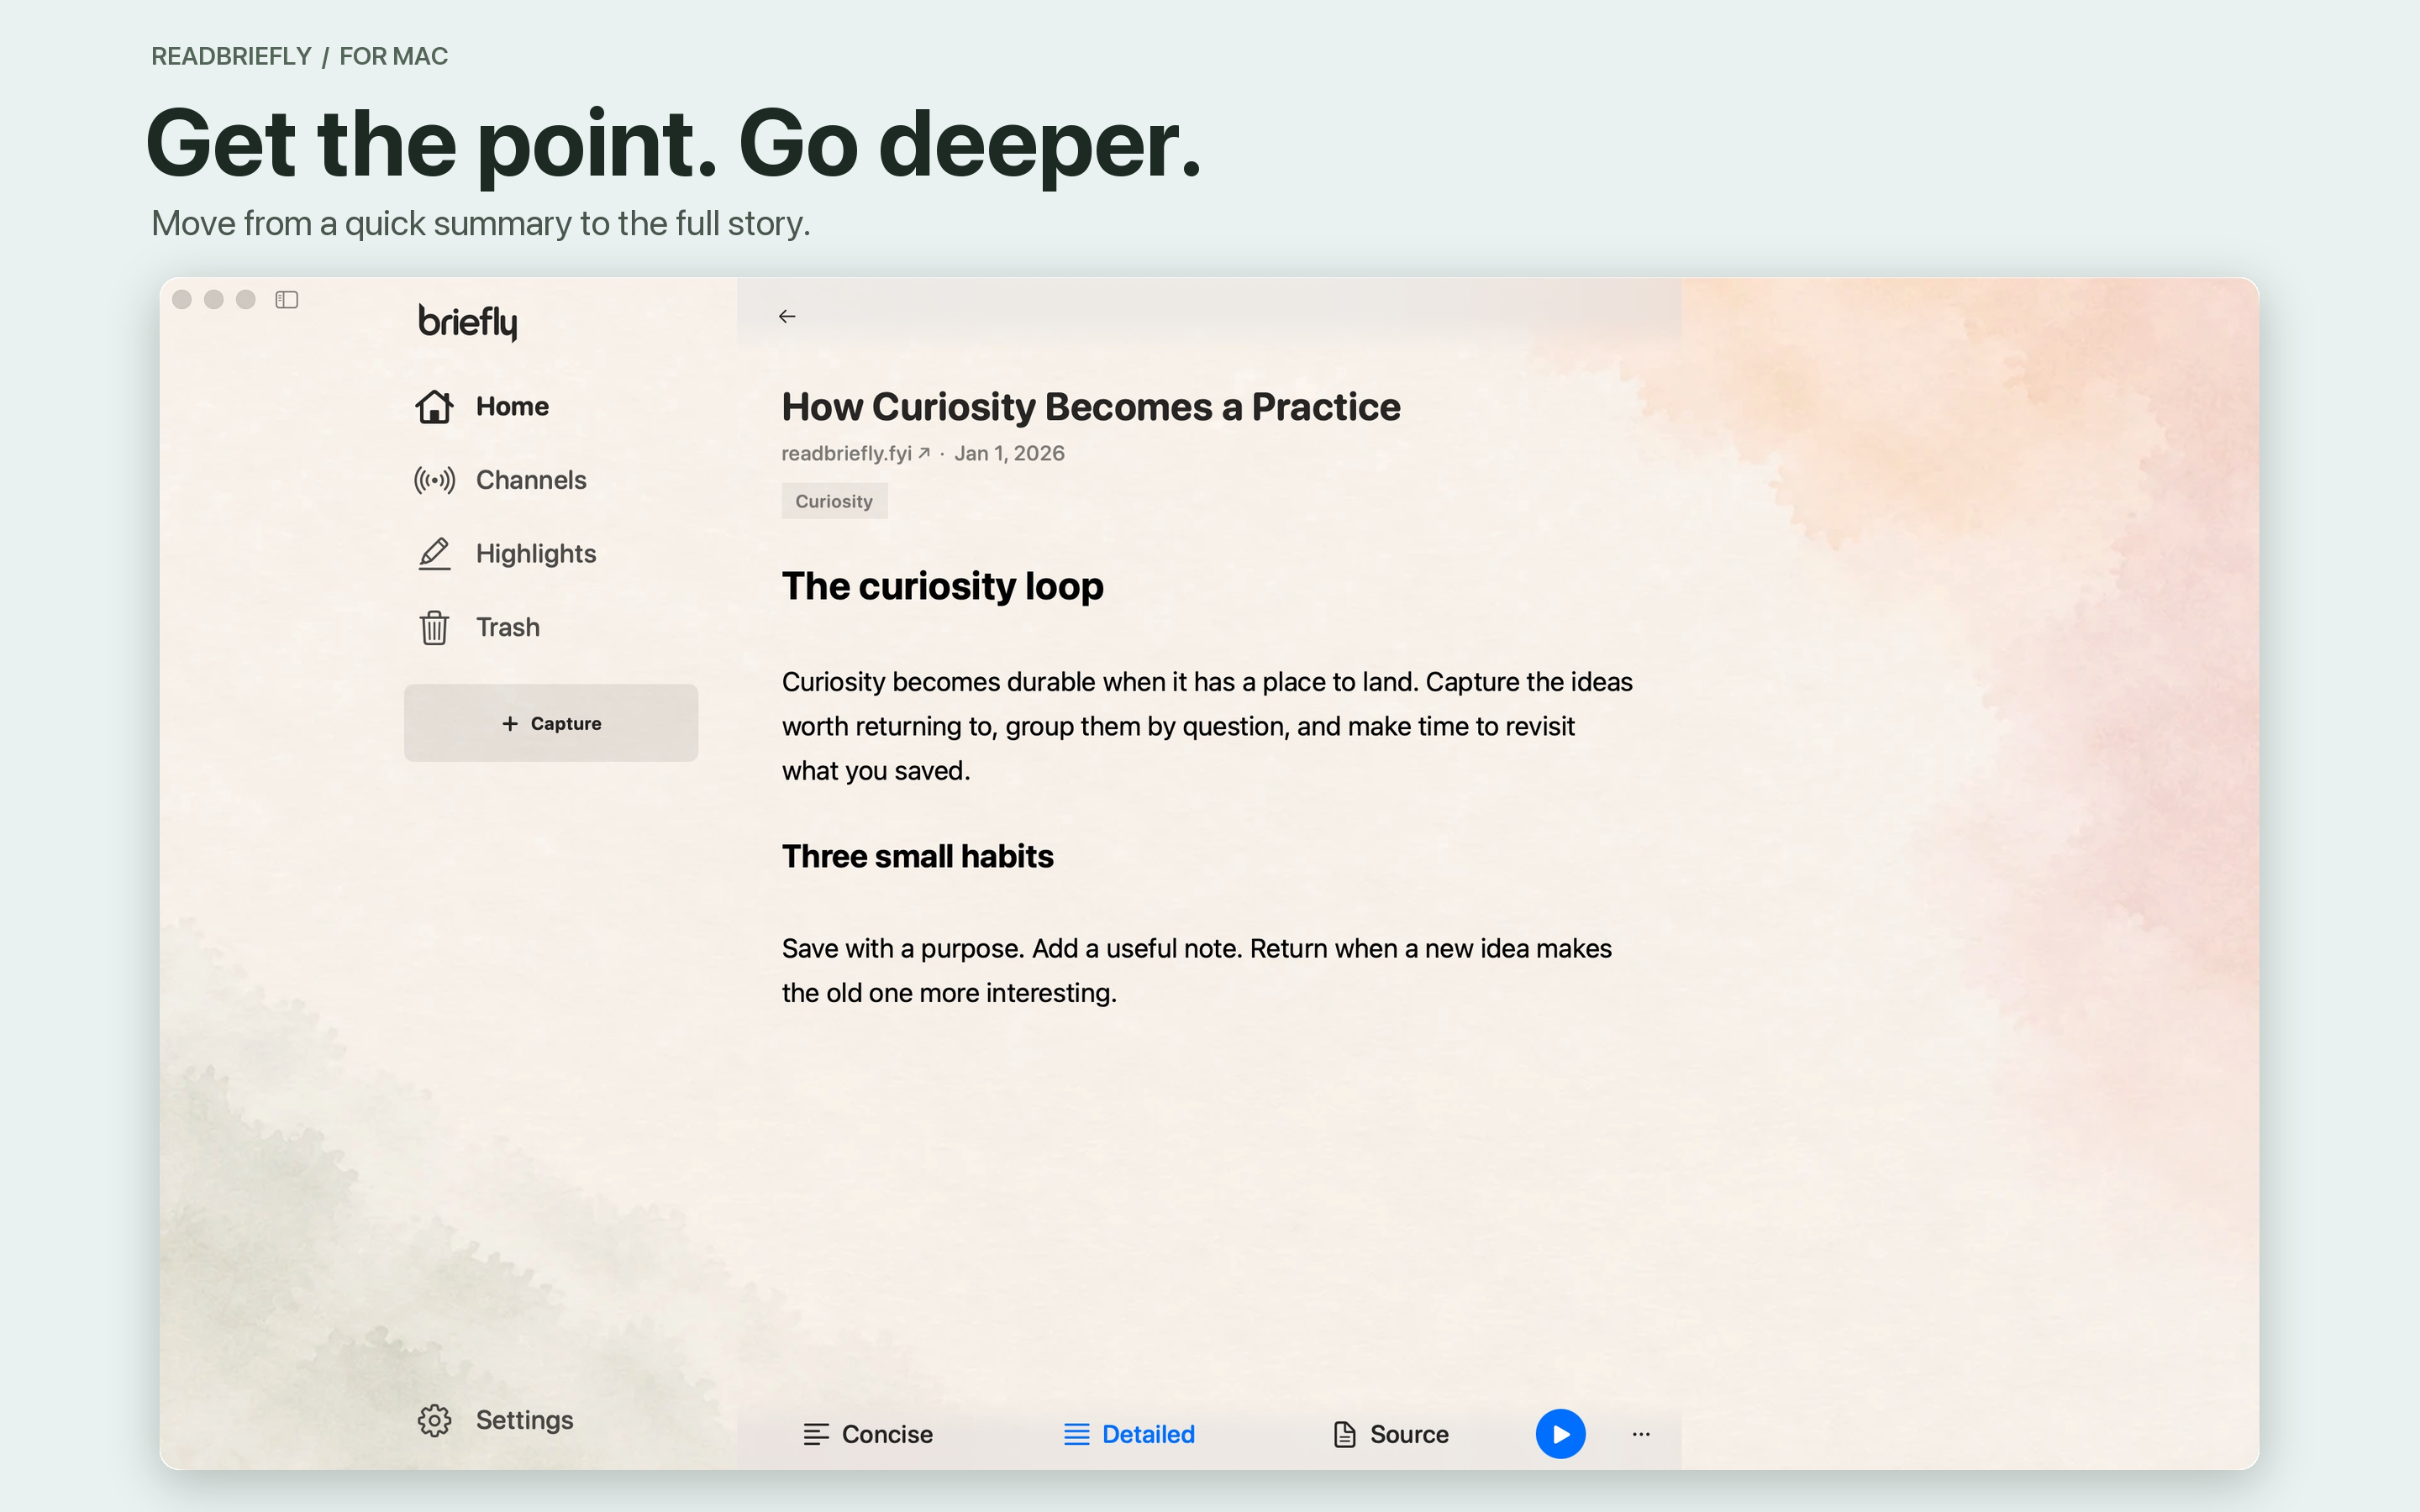 READBRIEFLY / FOR MAC
Get the point. Go deeper.
Move from a quick summary to the full story.
briefly
Home
Channels
Highlights
Trash
+ Capture
Settings
←
How Curiosity Becomes a Practice
readbriefly.fyi ↗ · Jan 1, 2026
Curiosity
The curiosity loop
Curiosity becomes durable when it has a place to land. Capture the ideas
worth returning to, group them by question, and make time to revisit
what you saved.
Three small habits
Save with a purpose. Add a useful note. Return when a new idea makes
the old one more interesting.
Concise Detailed Source ...